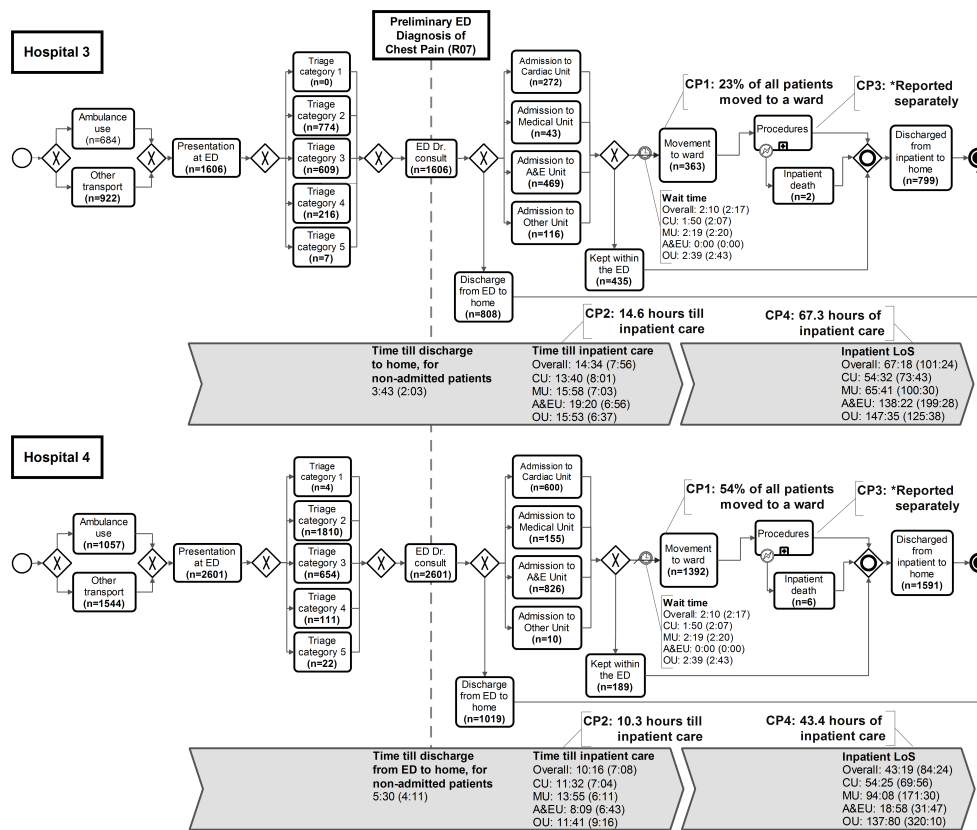 Hospital 3
Preliminary ED
Diagnosis of
Chest Pain (R07)
Ambulance
use
(n=684)
Other
transport
(n=922)
Presentation
at ED
(n=1606)
Triage
category 1
(n=0)
Triage
category 2
(n=774)
Triage
category 3
(n=609)
Triage
category 4
(n=216)
Triage
category 5
(n=7)
ED Dr.
consult
(n=1606)
Admission to
Cardiac Unit
(n=272)
Admission to
Medical Unit
(n=43)
Admission to
A&E Unit
(n=469)
Admission to
Other Unit
(n=116)
Discharge
from ED to
home
(n=808)
Kept within
the ED
(n=435)
CP1: 23% of all patients
moved to a ward
Movement
to ward
(n=363)
Wait time
Overall: 2:10 (2:17)
CU: 1:50 (2:07)
MU: 2:19 (2:20)
A&EU: 0:00 (0:00)
OU: 2:39 (2:43)
CP3: *Reported
separately
Procedures
Inpatient
death
(n=2)
Discharged
from
inpatient to
home
(n=799)
CP2: 14.6 hours till
inpatient care
CP4: 67.3 hours of
inpatient care
Time till discharge
to home, for
non-admitted patients
3:43 (2:03)
Time till inpatient care
Overall: 14:34 (7:56)
CU: 13:40 (8:01)
MU: 15:58 (7:03)
A&EU: 19:20 (6:56)
OU: 15:53 (6:37)
Inpatient LoS
Overall: 67:18 (101:24)
CU: 54:32 (73:43)
MU: 65:41 (100:30)
A&EU: 138:22 (199:28)
OU: 147:35 (125:38)
Hospital 4
Ambulance
use
(n=1057)
Other
transport
(n=1544)
Presentation
at ED
(n=2601)
Triage
category 1
(n=4)
Triage
category 2
(n=1810)
Triage
category 3
(n=654)
Triage
category 4
(n=111)
Triage
category 5
(n=22)
ED Dr.
consult
(n=2601)
Admission to
Cardiac Unit
(n=600)
Admission to
Medical Unit
(n=155)
Admission to
A&E Unit
(n=826)
Admission to
Other Unit
(n=10)
Discharge
from ED to
home
(n=1019)
Kept within
the ED
(n=189)
CP1: 54% of all patients
moved to a ward
Movement
to ward
(n=1392)
Wait time
Overall: 2:10 (2:17)
CU: 1:50 (2:07)
MU: 2:19 (2:20)
A&EU: 0:00 (0:00)
OU: 2:39 (2:43)
CP3: *Reported
separately
Procedures
Inpatient
death
(n=6)
Discharged
from
inpatient to
home
(n=1591)
CP2: 10.3 hours till
inpatient care
CP4: 43.4 hours of
inpatient care
Time till discharge
from ED to home, for
non-admitted patients
5:30 (4:11)
Time till inpatient care
Overall: 10:16 (7:08)
CU: 11:32 (7:04)
MU: 13:55 (6:11)
A&EU: 8:09 (6:43)
OU: 11:41 (9:16)
Inpatient LoS
Overall: 43:19 (84:24)
CU: 54:25 (69:56)
MU: 94:08 (171:30)
A&EU: 18:58 (31:47)
OU: 137:80 (320:10)